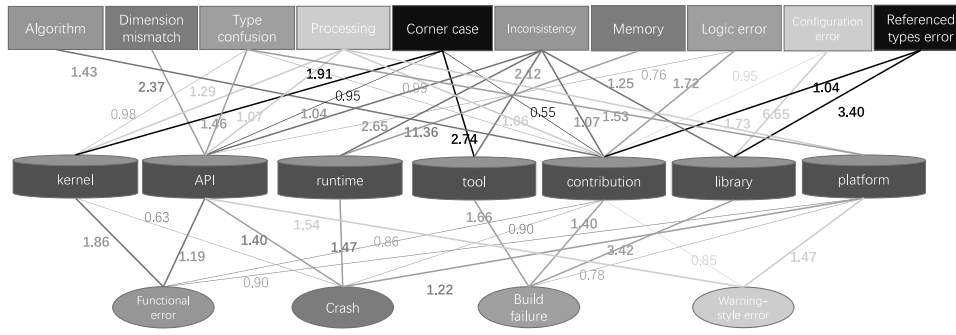 Algorithm
Dimension
mismatch
Type
confusion
Processing
Corner case
Inconsistency
Memory
Logic error
Configuration
error
Referenced
types error
1.43
2.37
0.98
1.29
1.46
1.07
1.91
0.95
1.04
2.65
0.99
11.36
2.12
2.74
1.06
0.55
1.07
1.53
1.25
0.76
1.72
0.95
1.73
6.65
1.04
3.40
kernel
API
runtime
tool
contribution
library
platform
1.86
0.63
1.19
0.90
1.40
1.54
1.47
0.86
1.22
1.66
0.90
1.40
3.42
0.78
0.85
1.47
Functional
error
Crash
Build
failure
Warning-
style error